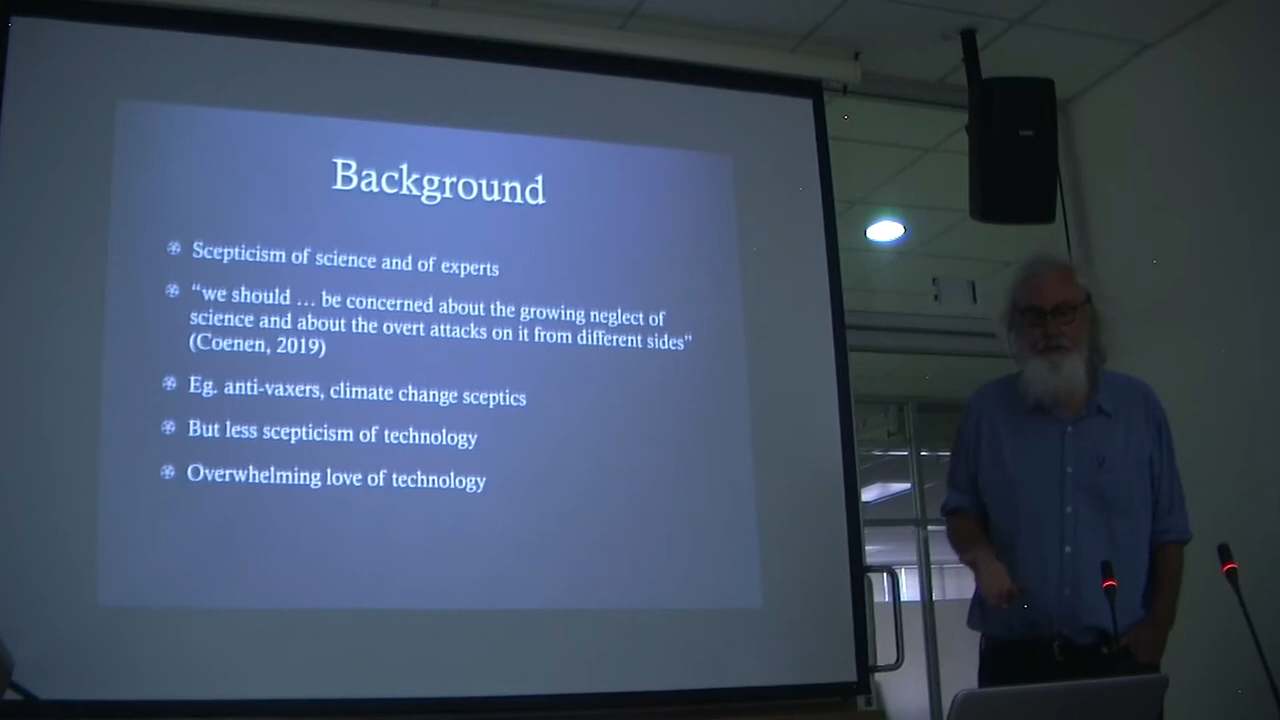 Background
Scepticism of science and of experts
“we should ... be concerned about the growing neglect of
science and about the overt attacks on it from different sides”
(Coenen, 2019)
Eg. anti-vaxers, climate change sceptics
But less scepticism of technology
Overwhelming love of technology